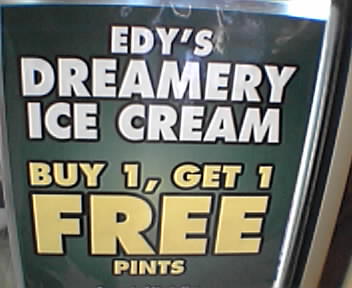 EDY'S
DREAMERY
ICE CREAM
BUY 1, GET 1
FREE
PINTS